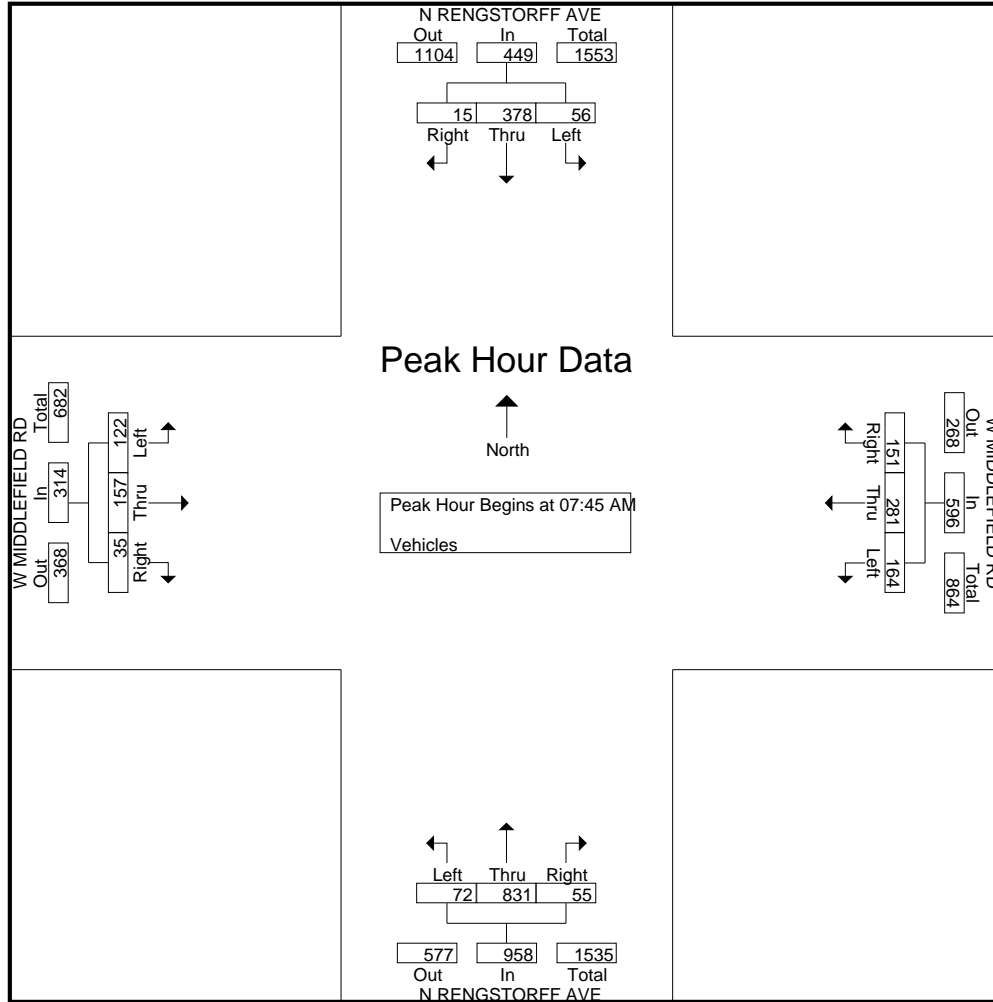 N RENGSTORFF AVE
Out In Total
1104 449 1553
15 378 56
Right Thru Left
Peak Hour Data
North
Peak Hour Begins at 07:45 AM
Vehicles
W MIDDLEFIELD RD
Out In Total
368 314 682
35 157 122
Right Thru Left
W MIDDLEFIELD RD
Out In Total
268 596 864
151 281 164
Right Thru Left
Left Thru Right
72 831 55
577 958 1535
Out In Total
N RENGSTORFF AVE